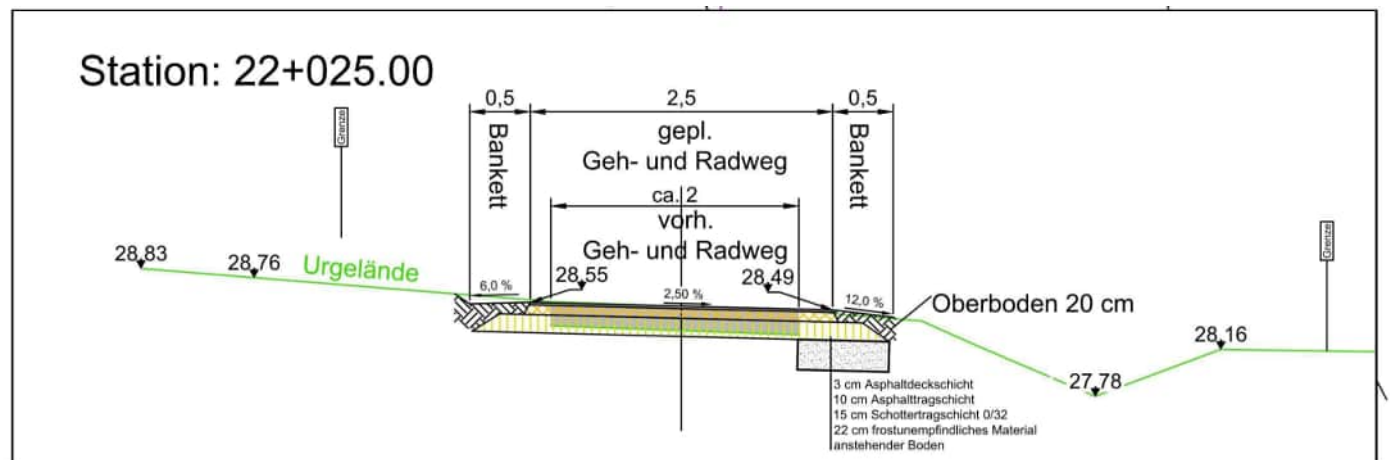 Station: 22+025.00
Grenze
0,5
2,5
0,5
Bankett
gepl.
Geh- und Radweg
Bankett
ca. 2
vorh.
Geh- und Radweg
28,83
28,76
Urgelände
6,0 %
28,55
2,50 %
28,49
12,0 %
Oberboden 20 cm
Grenze
28,16
27,78
3 cm Asphaltdeckschicht
10 cm Asphalttragschicht
15 cm Schottertragschicht 0/32
22 cm frostunempfindliches Material
anstehender Boden